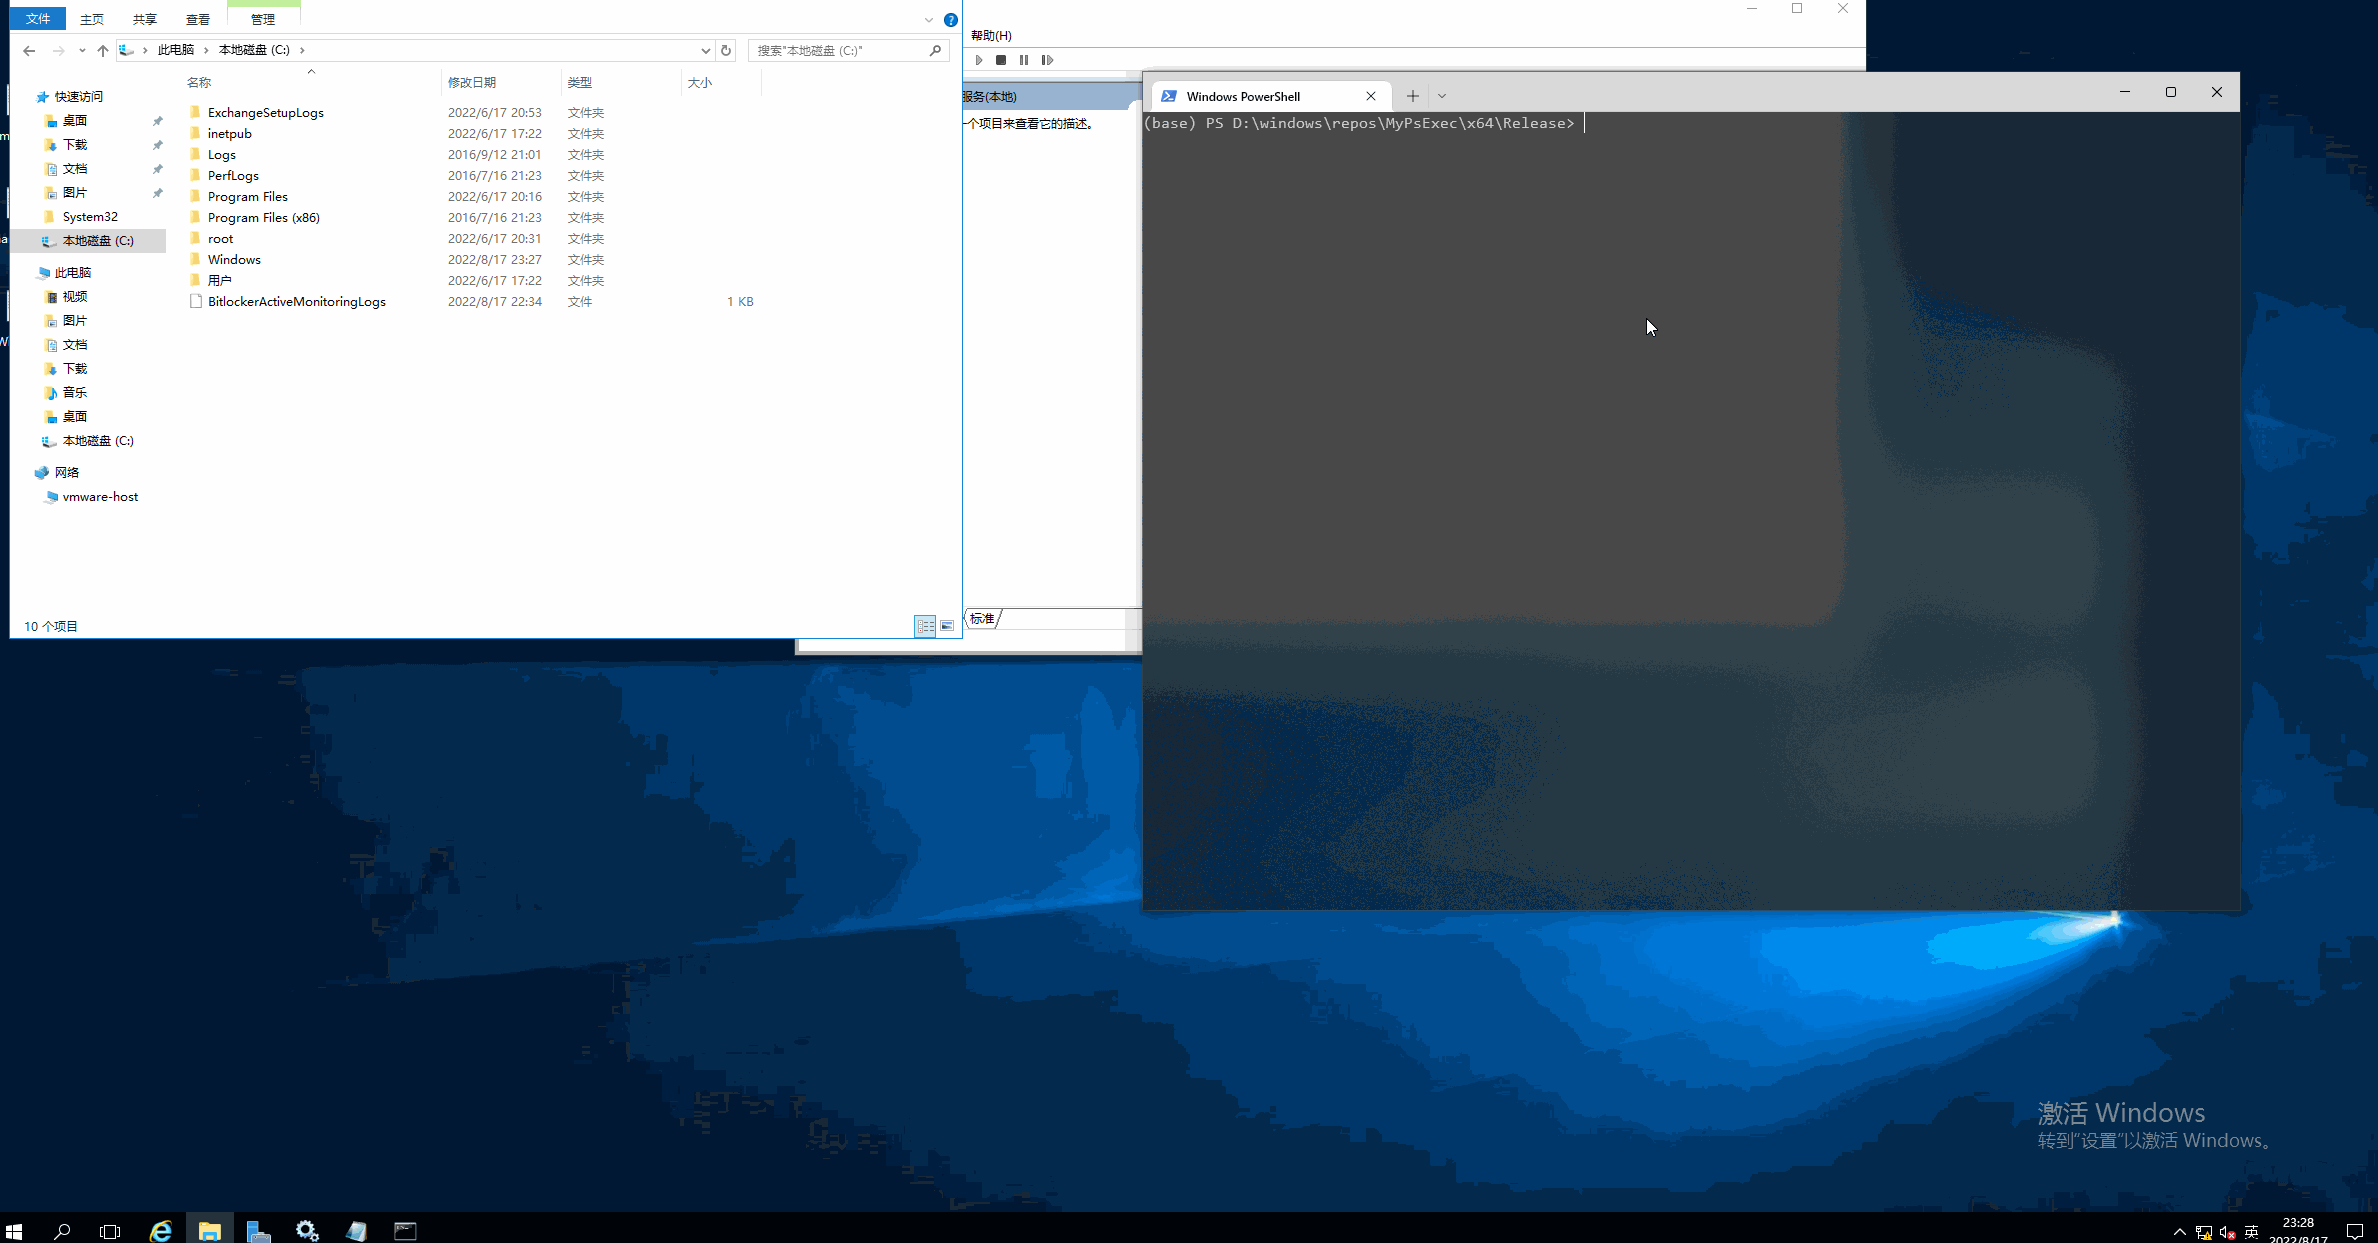 文件 主页 共享 查看 管理
此电脑 本地磁盘 (C:)
搜索"本地磁盘 (C:)"
名称 修改日期 类型 大小
快速访问
桌面
下载
文档
图片
System32
本地磁盘 (C:)
此电脑
视频
图片
文档
下载
音乐
桌面
本地磁盘 (C:)
网络
vmware-host
ExchangeSetupLogs 2022/6/17 20:53 文件夹
inetpub 2022/6/17 17:22 文件夹
Logs 2016/9/12 21:01 文件夹
PerfLogs 2016/7/16 21:23 文件夹
Program Files 2022/6/17 20:16 文件夹
Program Files (x86) 2016/7/16 21:23 文件夹
root 2022/6/17 20:31 文件夹
Windows 2022/8/17 23:27 文件夹
用户 2022/6/17 17:22 文件夹
BitlockerActiveMonitoringLogs 2022/8/17 22:34 文件 1 KB
10 个项目
帮助(H)
服务(本地)
个项目来查看它的描述。
标准
Windows PowerShell
(base) PS D:\windows\repos\MyPsExec\x64\Release>
激活 Windows
转到"设置"以激活 Windows。
英
23:28
2022/8/17